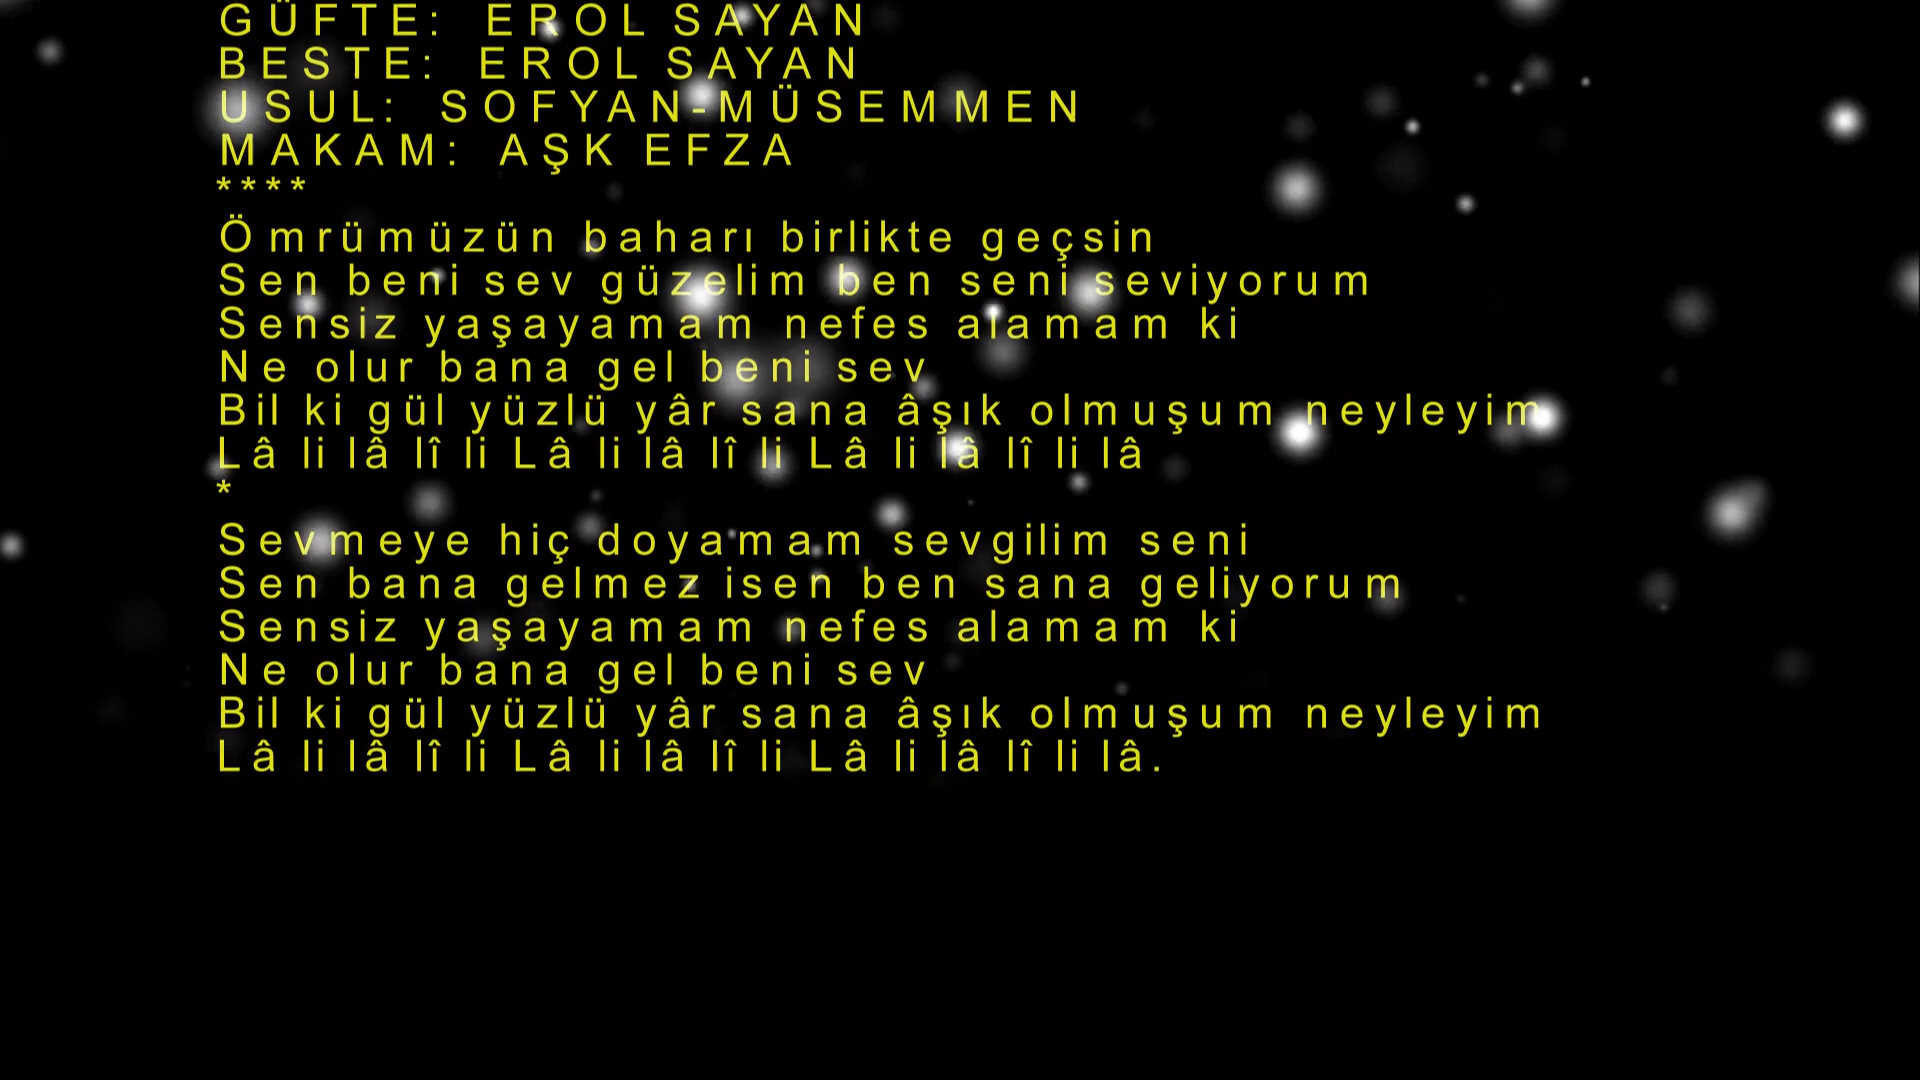 GÜFTE: EROL SAYAN
BESTE: EROL SAYAN
USUL: SOFYAN-MÜSEMMEN
MAKAM: AŞK EFZA
****
Ömrümüzün baharı birlikte geçsin
Sen beni sev güzelim ben seni seviyorum
Sensiz yaşayamam nefes alamam ki
Ne olur bana gel beni sev
Bil ki gül yüzlü yâr sana âşık olmuşum neyleyim
Lâ li lâ lî li Lâ li lâ lî li Lâ li lâ lî li lâ
*
Sevmeye hiç doyamam sevgilim seni
Sen bana gelmez isen ben sana geliyorum
Sensiz yaşayamam nefes alamam ki
Ne olur bana gel beni sev
Bil ki gül yüzlü yâr sana âşık olmuşum neyleyim
Lâ li lâ lî li Lâ li lâ lî li Lâ li lâ lî li lâ.